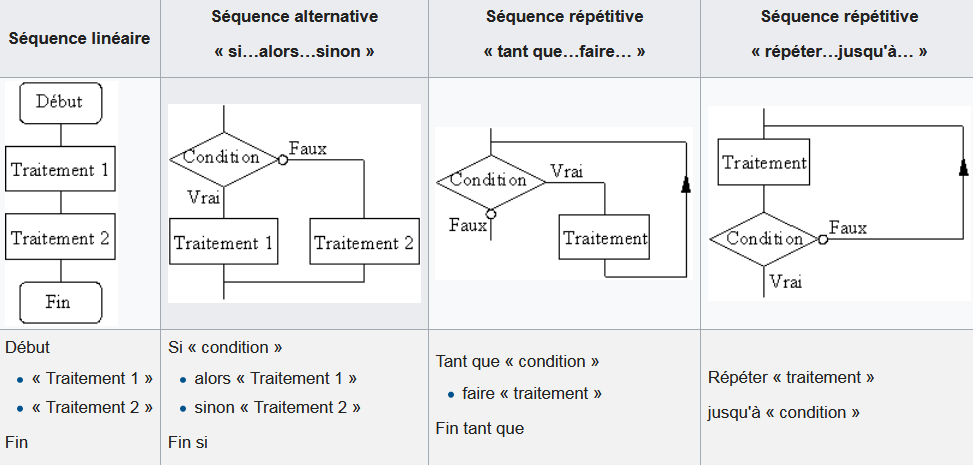 Séquence linéaire
Séquence alternative
« si…alors…sinon »
Séquence répétitive
« tant que…faire… »
Séquence répétitive
« répéter…jusqu'à… »
Début
Traitement 1
Traitement 2
Fin
Condition
Faux
Vrai
Traitement 1
Traitement 2
Condition
Vrai
Faux
Traitement
Traitement
Condition
Faux
Vrai
Début
• « Traitement 1 »
• « Traitement 2 »
Fin
Si « condition »
• alors « Traitement 1 »
• sinon « Traitement 2 »
Fin si
Tant que « condition »
• faire « traitement »
Fin tant que
Répéter « traitement »
jusqu'à « condition »